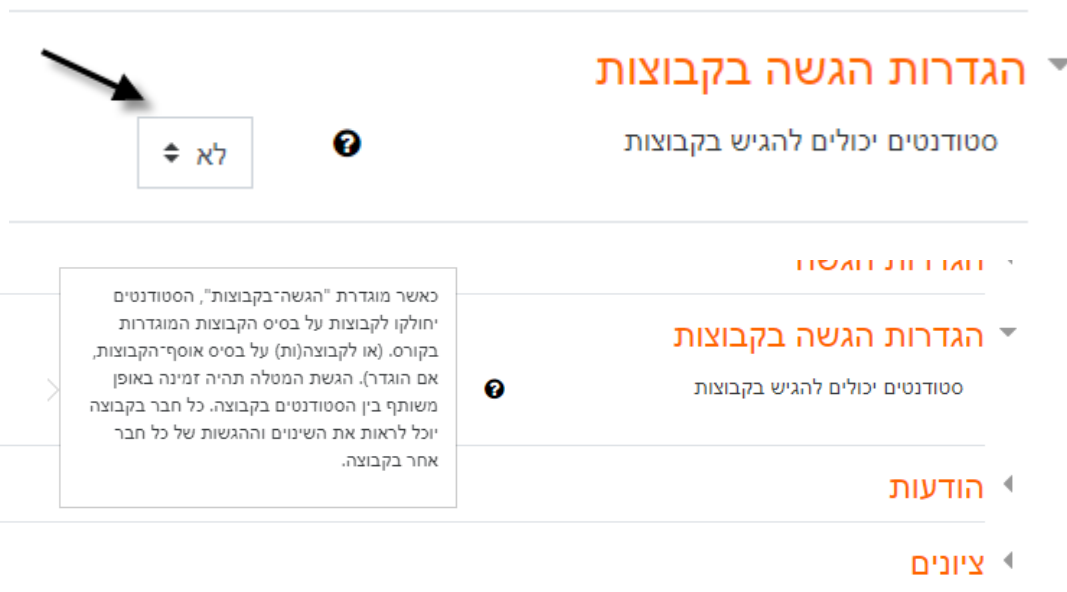 הגדרות הגשה בקבוצות
סטודנטים יכולים להגיש בקבוצות
לא
הגדרות הגשה
הגדרות הגשה בקבוצות
סטודנטים יכולים להגיש בקבוצות
כאשר מוגדרת "הגשה־בקבוצות", הסטודנטים
יחולקו לקבוצות על בסיס הקבוצות המוגדרות
בקורס. (או לקבוצה(ות) על בסיס אוסף־הקבוצות,
אם הוגדר). הגשת המטלה תהיה זמינה באופן
משותף בין הסטודנטים בקבוצה. כל חבר בקבוצה
יוכל לראות את השינוים וההגשות של כל חבר
אחר בקבוצה.
הודעות
ציונים